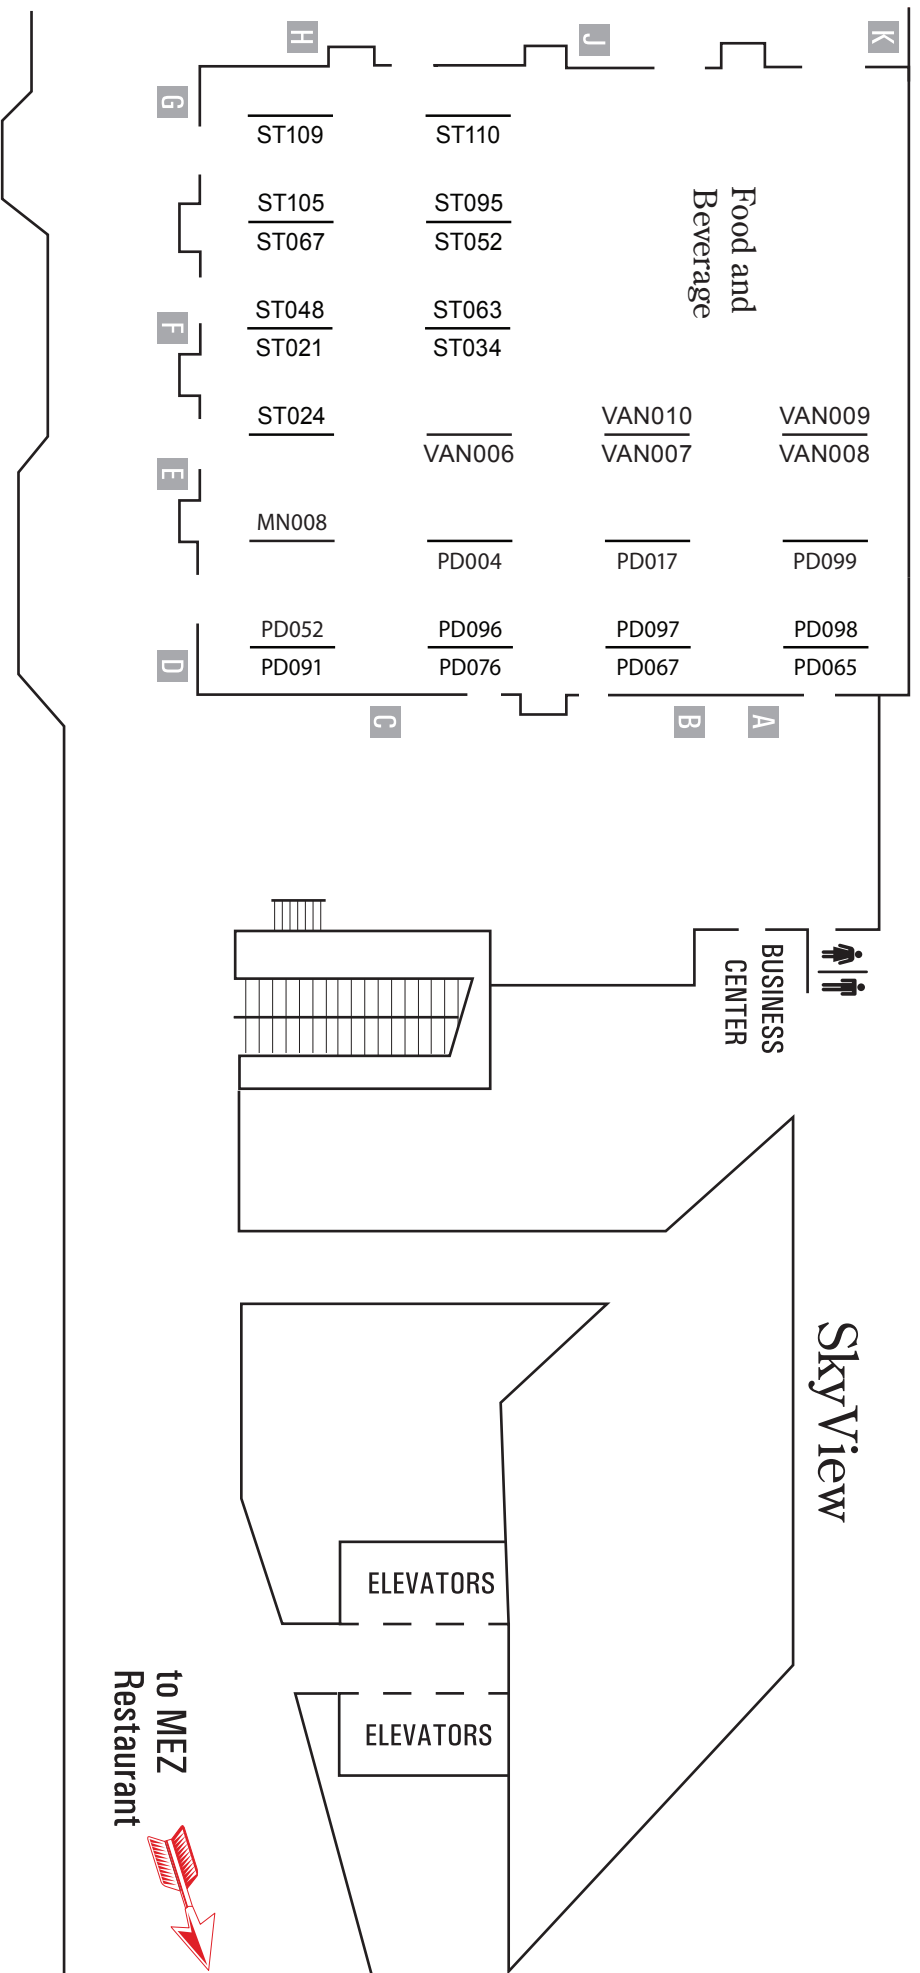 H
J
K
G
ST109
ST110
Food and
Beverage
ST105
ST095
ST067
ST052
F
ST048
ST063
ST021
ST034
ST024
VAN010
VAN009
VAN006
VAN007
VAN008
E
MN008
PD004
PD017
PD099
PD052
PD096
PD097
PD098
D
PD091
PD076
PD067
PD065
C
B
A
BUSINESS
CENTER
SkyView
ELEVATORS
ELEVATORS
to MEZ
Restaurant